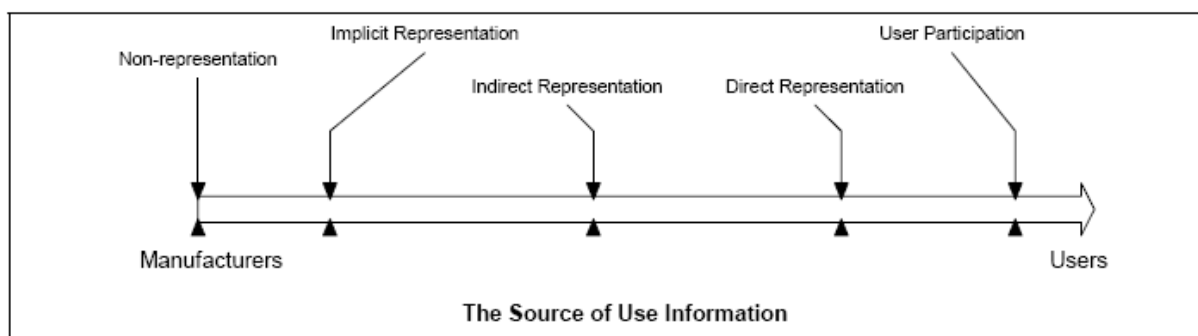 Implicit Representation
User Participation
Non-representation
Indirect Representation
Direct Representation
Manufacturers
Users
The Source of Use Information